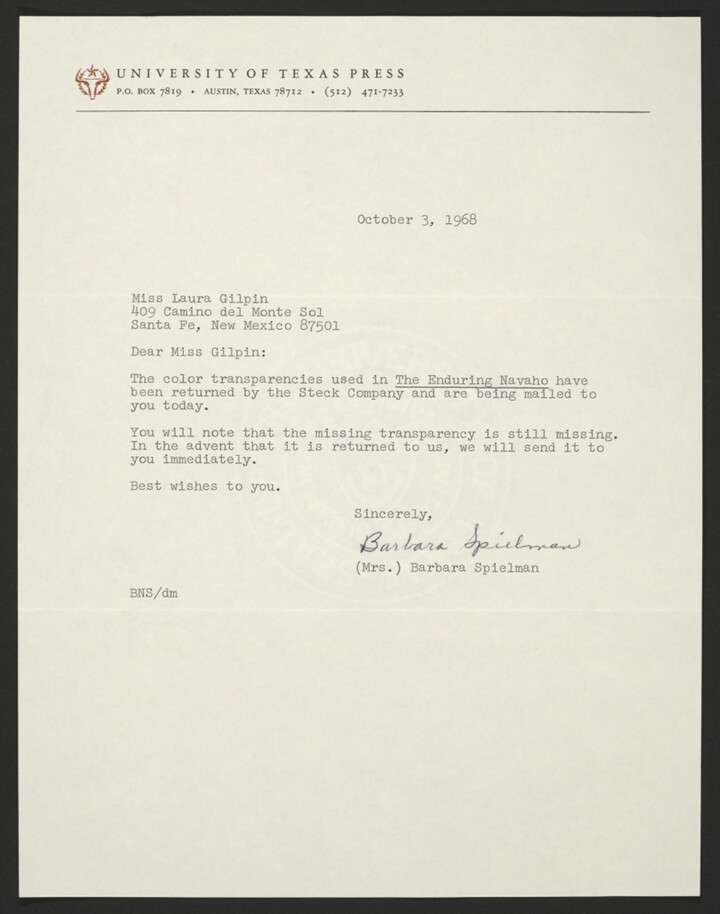 UNIVERSITY OF TEXAS PRESS
P.O. BOX 7819 • AUSTIN, TEXAS 78712 • (512) 471-7233
October 3, 1968
Miss Laura Gilpin
409 Camino del Monte Sol
Santa Fe, New Mexico 87501
Dear Miss Gilpin:
The color transparencies used in The Enduring Navaho have
been returned by the Steck Company and are being mailed to
you today.
You will note that the missing transparency is still missing.
In the advent that it is returned to us, we will send it to
you immediately.
Best wishes to you.
Sincerely,
Barbara Spielman
(Mrs.) Barbara Spielman
BNS/dm